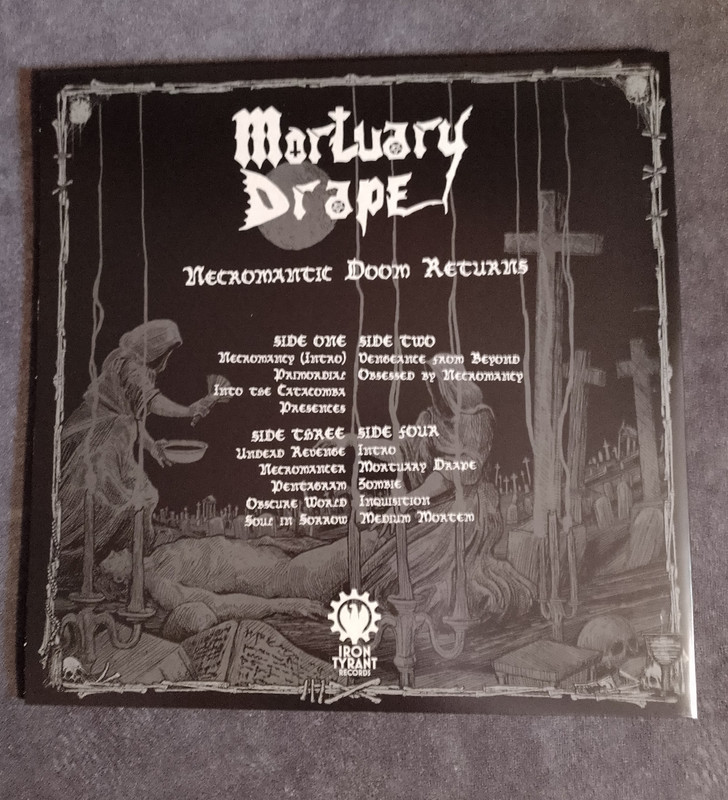 Mortuary
Drape
Necromantic Doom Returns
SIDE ONE
Necromancy (Intro)
Primordial
Into the Catacomba
Presences
SIDE TWO
Vengeance from Beyond
Obsessed by Necromancy
SIDE THREE
Undead Revenge
Necromancer
Pentagram
Obscure World
Soul in Sorrow
SIDE FOUR
Intro
Mortuary Drape
Zombie
Inquisition
Medium Mortem
IRON
TYRANT
RECORDS